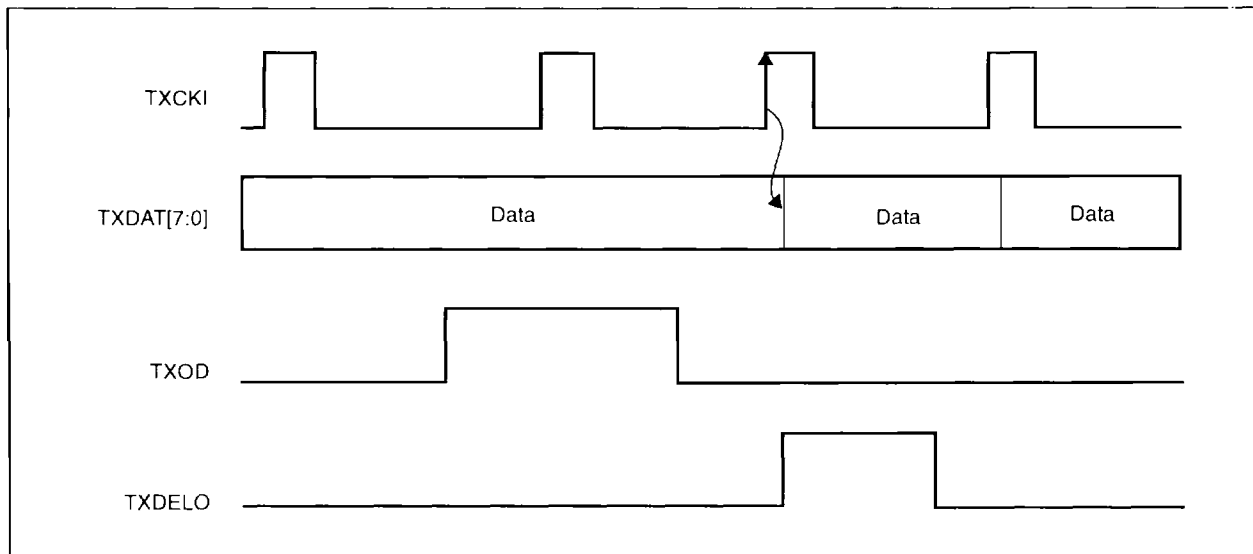 TXCKI
TXDAT[7:0]
Data
Data
Data
TXOD
TXDELO